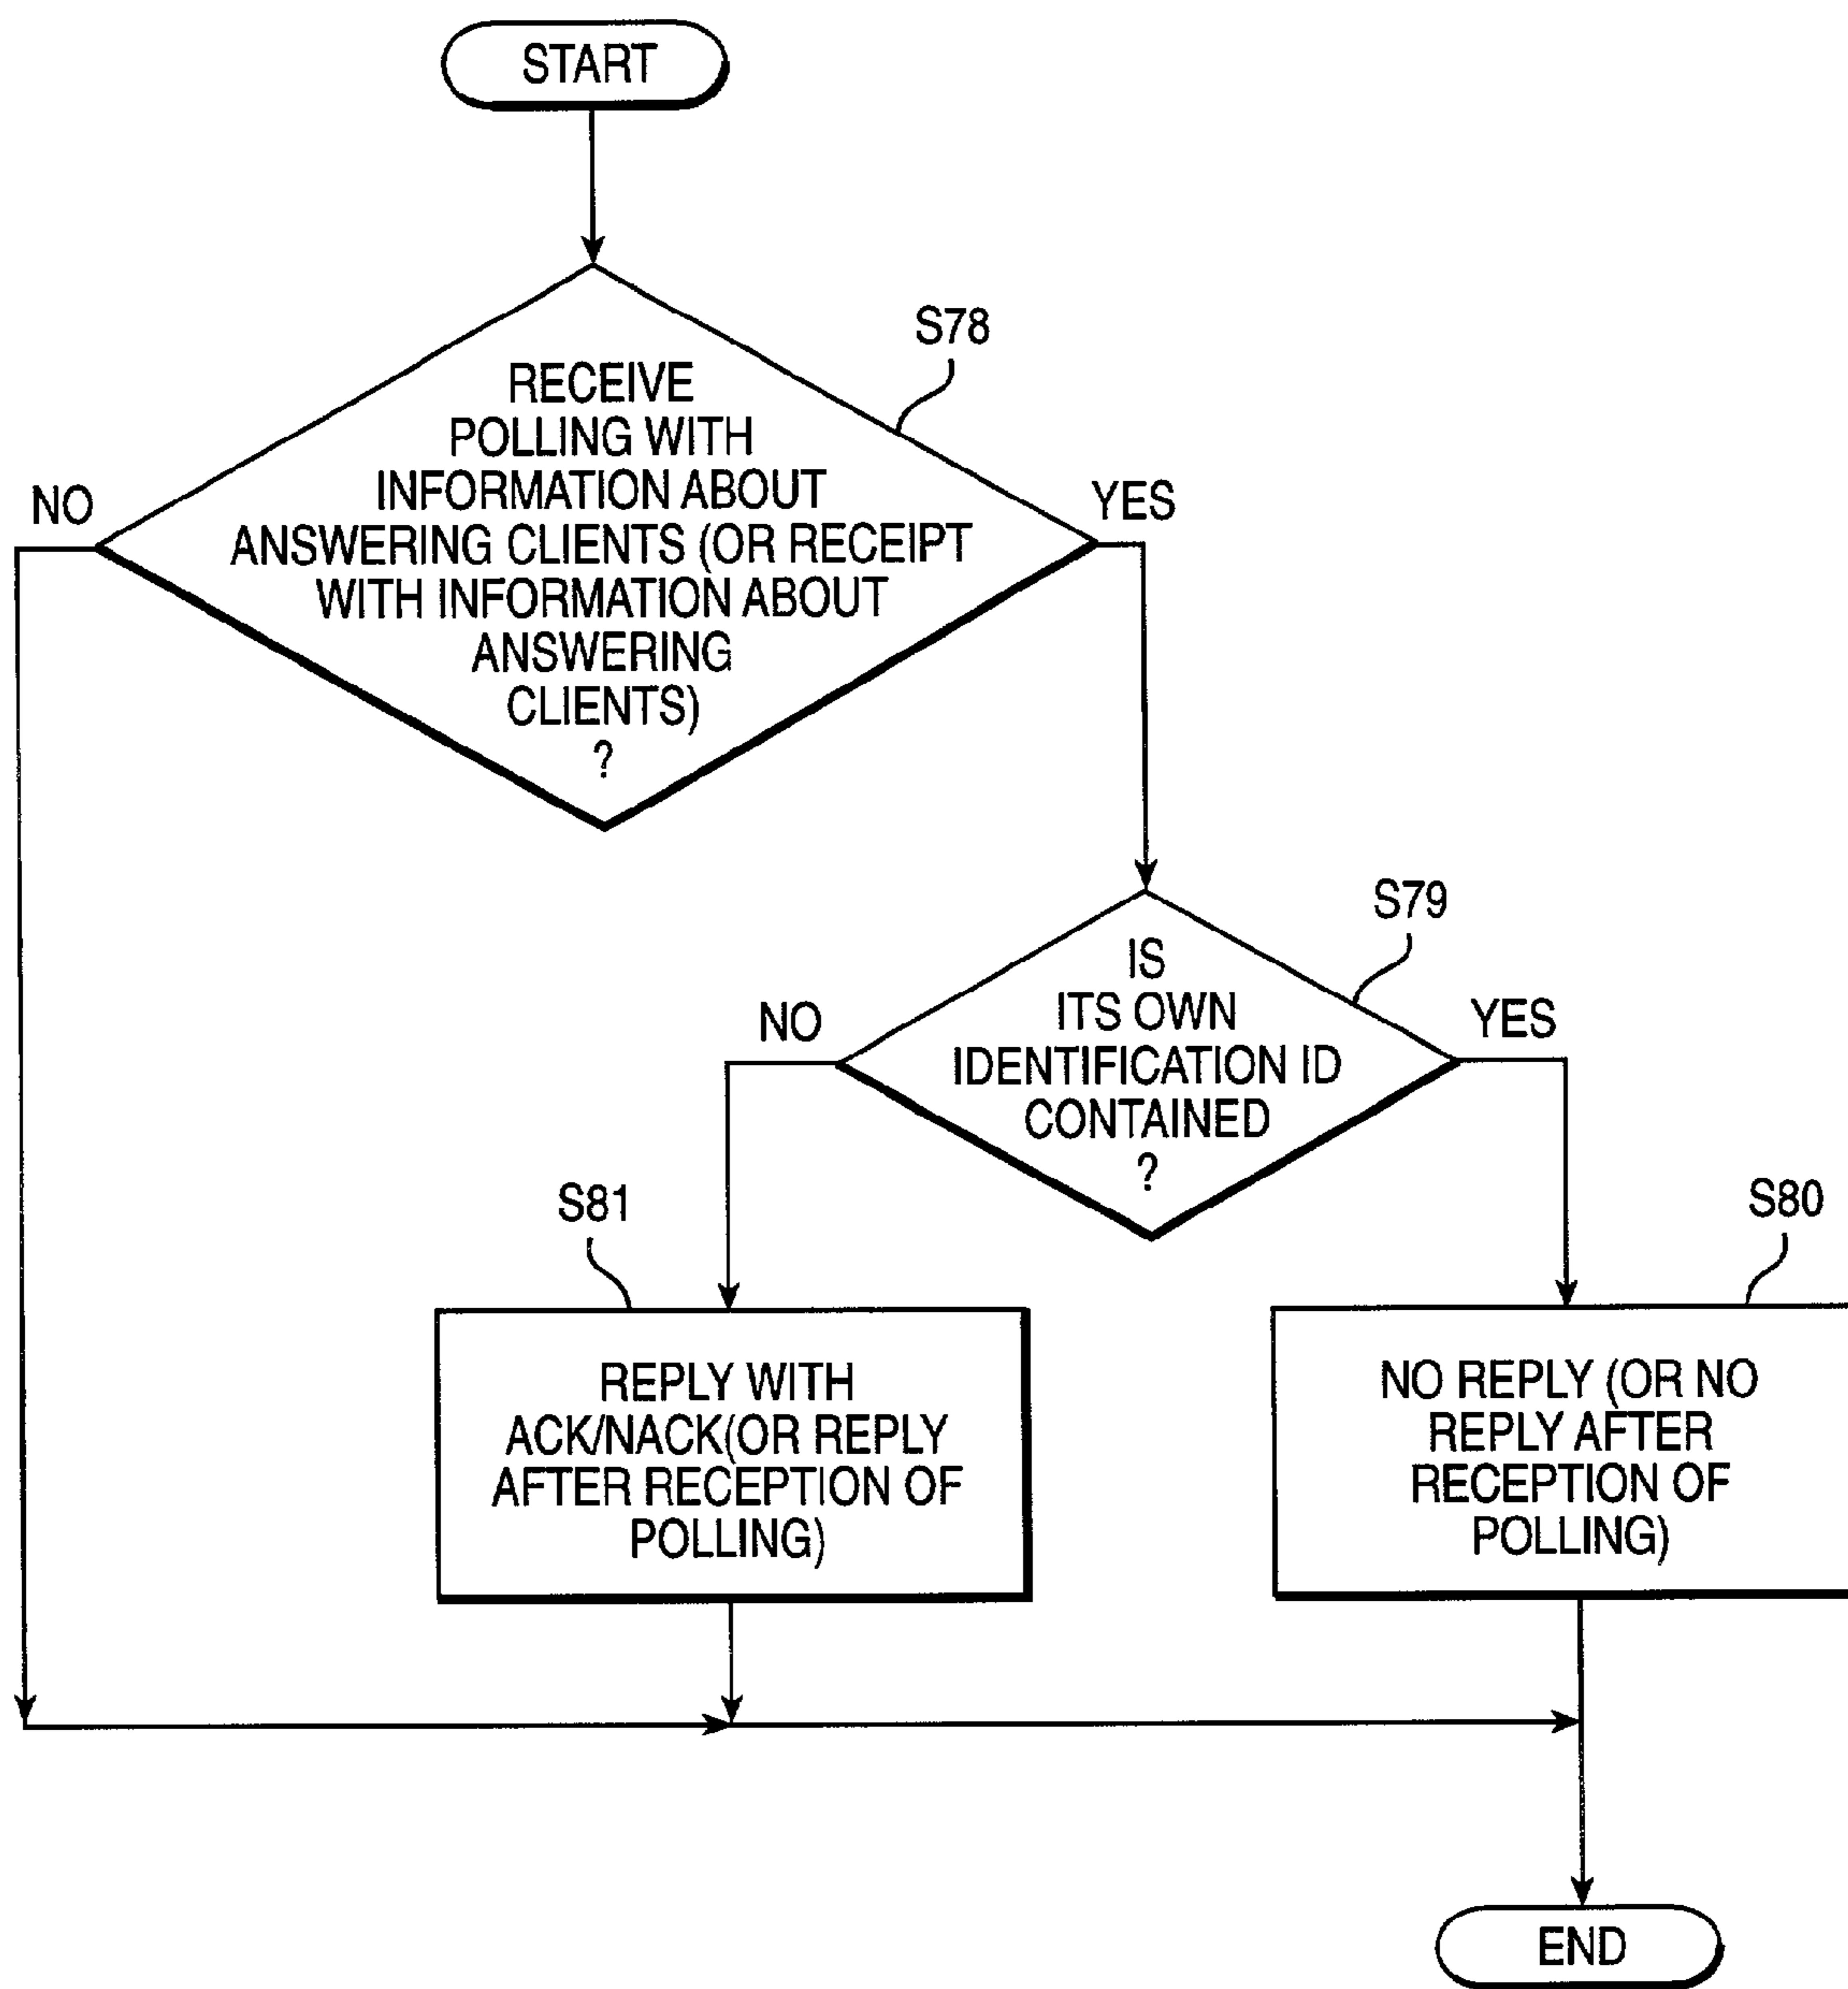 START
S78
RECEIVE
POLLING WITH
INFORMATION ABOUT
ANSWERING CLIENTS (OR RECEIPT
WITH INFORMATION ABOUT
ANSWERING
CLIENTS)
?
NO
YES
S79
IS
ITS OWN
IDENTIFICATION ID
CONTAINED
?
NO
YES
S81
S80
REPLY WITH
ACK/NACK(OR REPLY
AFTER RECEPTION OF
POLLING)
NO REPLY (OR NO
REPLY AFTER
RECEPTION OF
POLLING)
END